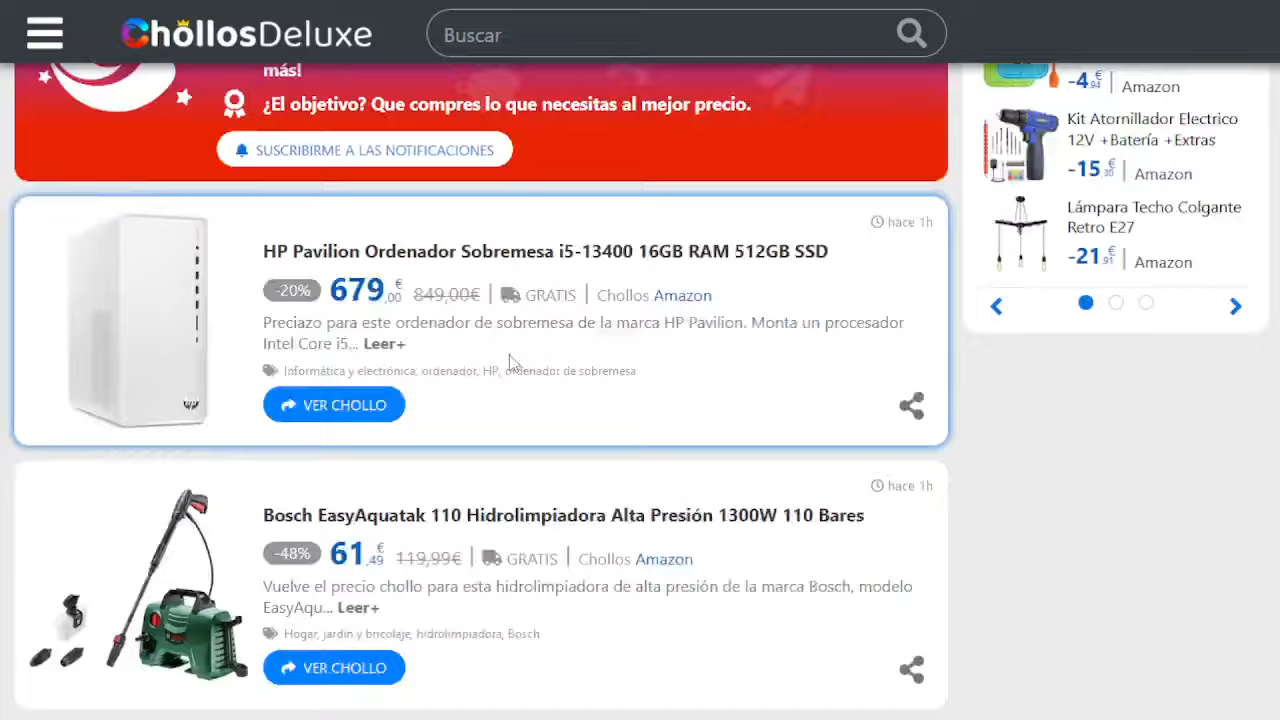 ChollosDeluxe
Buscar
más!
¿El objetivo? Que compres lo que necesitas al mejor precio.
SUSCRIBIRME A LAS NOTIFICACIONES
hace 1h
HP Pavilion Ordenador Sobremesa i5-13400 16GB RAM 512GB SSD
-20% 679,00€ 849,00€ | GRATIS | Chollos Amazon
Preciazo para este ordenador de sobremesa de la marca HP Pavilion. Monta un procesador
Intel Core i5... Leer+
Informática y electrónica, ordenador, HP, ordenador de sobremesa
VER CHOLLO
hace 1h
Bosch EasyAquatak 110 Hidrolimpiadora Alta Presión 1300W 110 Bares
-48% 61,49€ 119,99€ | GRATIS | Chollos Amazon
Vuelve el precio chollo para esta hidrolimpiadora de alta presión de la marca Bosch, modelo
EasyAqu... Leer+
Hogar, jardín y bricolaje, hidrolimpiadora, Bosch
VER CHOLLO
-4,€ | Amazon
Kit Atornillador Electrico
12V +Batería +Extras
-15,€ | Amazon
Lámpara Techo Colgante
Retro E27
-21,91€ | Amazon